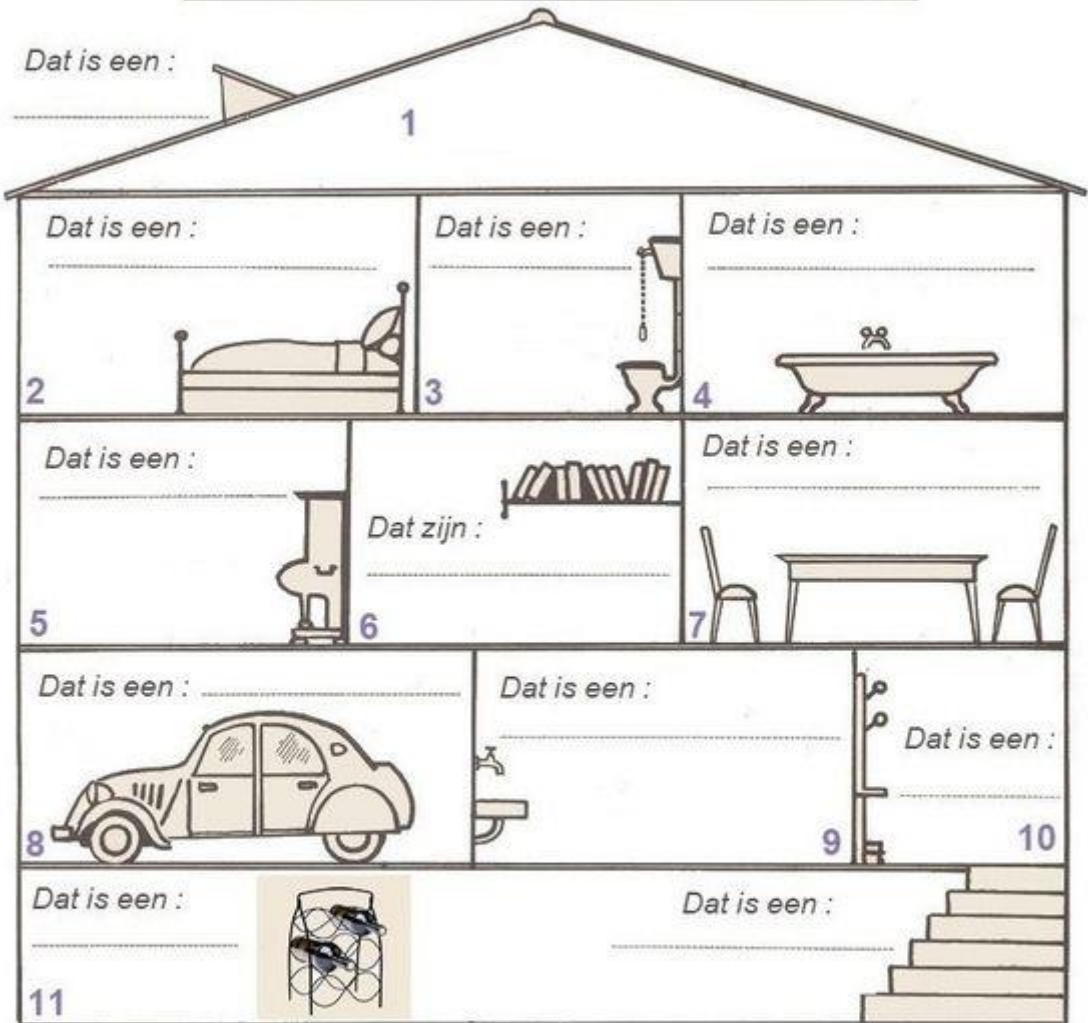 Dat is een :
1
Dat is een :
Dat is een :
Dat is een :
2
3
4
Dat is een :
Dat zijn :
Dat is een :
5
6
7
Dat is een :
Dat is een :
Dat is een :
8
9
10
Dat is een :
Dat is een :
11